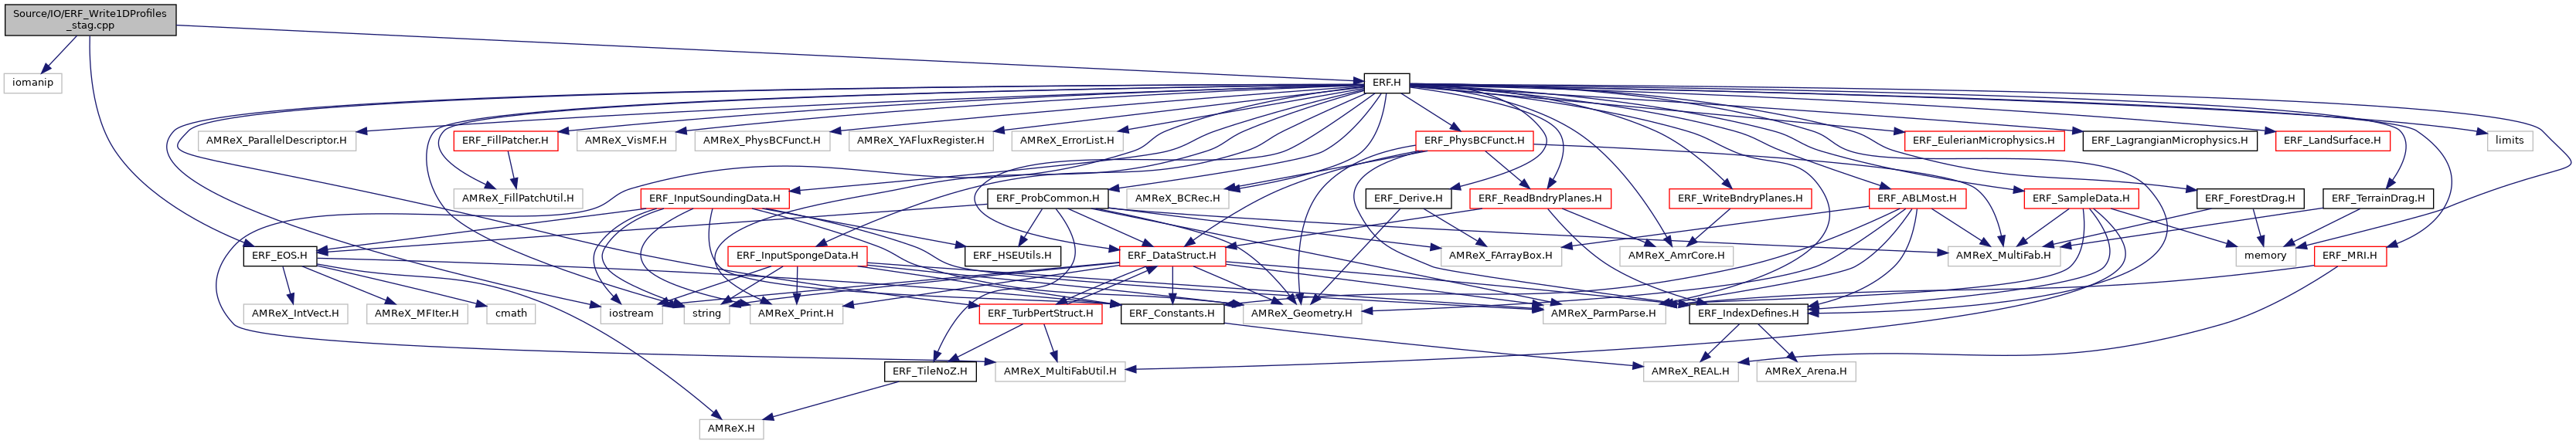 Source/IO/ERF_Write1DProfiles
_stag.cpp
iomanip
ERF.H
AMReX_ParallelDescriptor.H
ERF_FillPatcher.H
AMReX_VisMF.H
AMReX_PhysBCFunct.H
AMReX_YAFluxRegister.H
AMReX_ErrorList.H
ERF_PhysBCFunct.H
ERF_EulerianMicrophysics.H
ERF_LagrangianMicrophysics.H
ERF_LandSurface.H
limits
AMReX_FillPatchUtil.H
ERF_InputSoundingData.H
ERF_ProbCommon.H
AMReX_BCRec.H
ERF_Derive.H
ERF_ReadBndryPlanes.H
ERF_WriteBndryPlanes.H
ERF_ABLMost.H
ERF_SampleData.H
ERF_ForestDrag.H
ERF_TerrainDrag.H
ERF_EOS.H
ERF_InputSpongeData.H
ERF_HSEUtils.H
ERF_DataStruct.H
AMReX_FArrayBox.H
AMReX_AmrCore.H
AMReX_MultiFab.H
memory
ERF_MRI.H
AMReX_IntVect.H
AMReX_MFIter.H
cmath
iostream
string
AMReX_Print.H
ERF_TurbPertStruct.H
ERF_Constants.H
AMReX_Geometry.H
AMReX_ParmParse.H
ERF_IndexDefines.H
ERF_TileNoZ.H
AMReX_MultiFabUtil.H
AMReX_REAL.H
AMReX_Arena.H
AMReX.H